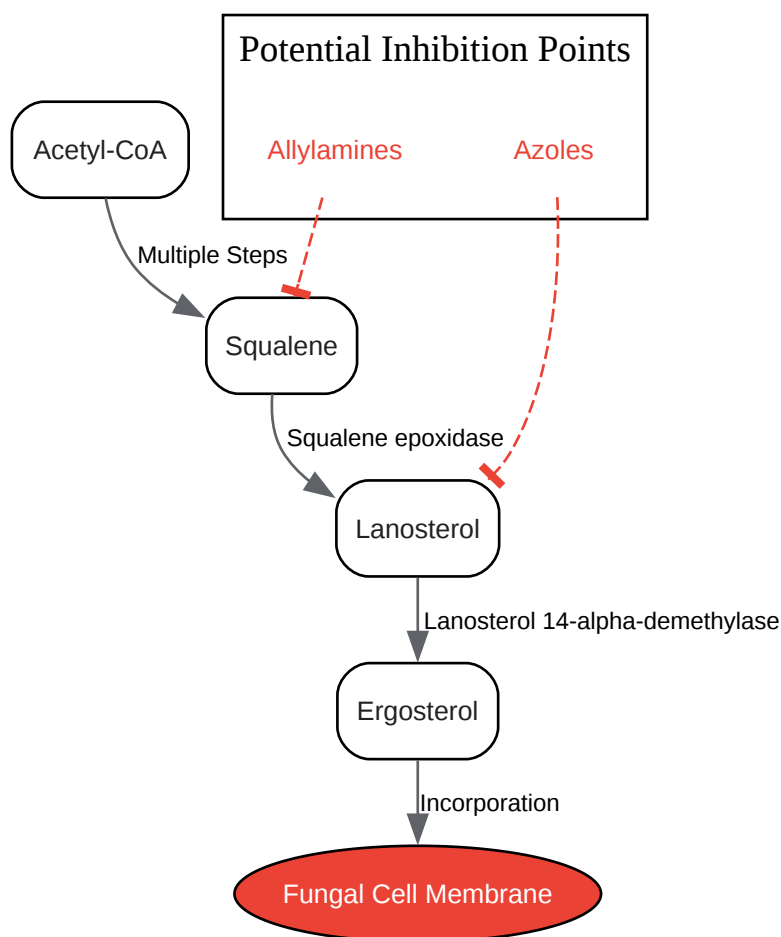 Potential Inhibition Points
Acetyl-CoA
Allylamines
Azoles
Multiple Steps
Squalene
Squalene epoxidase
Lanosterol
Lanosterol 14-alpha-demethylase
Ergosterol
Incorporation
Fungal Cell Membrane